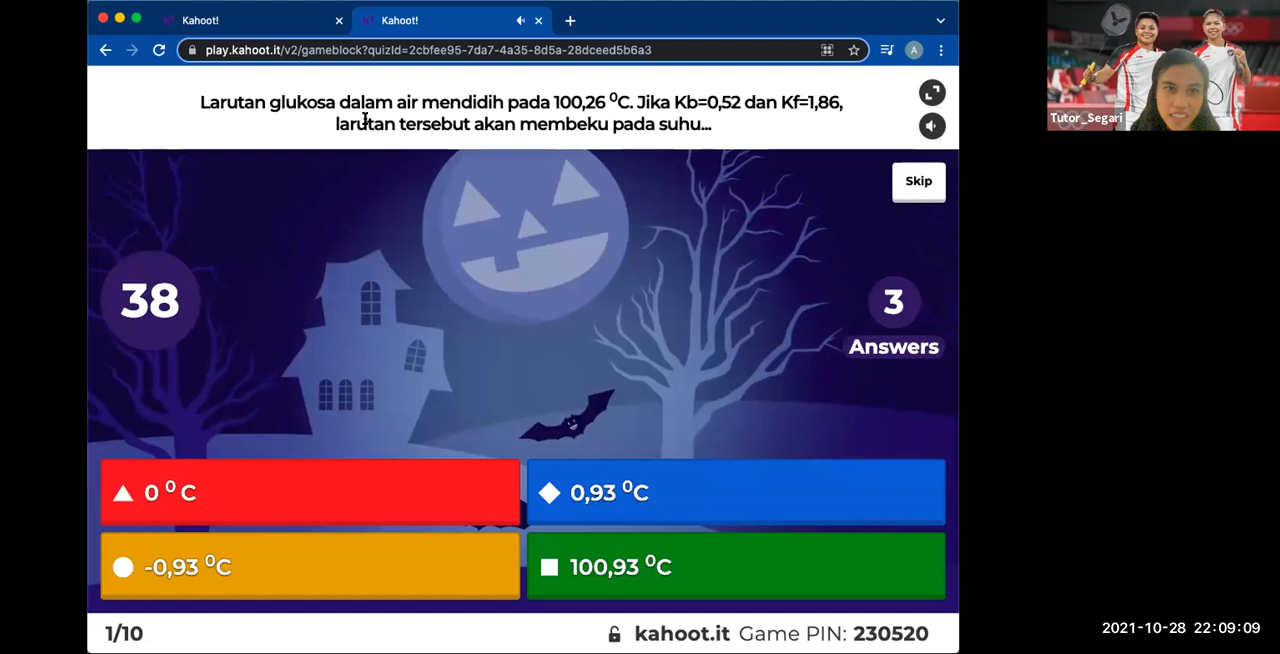 Kahoot!
Kahoot!
play.kahoot.it/v2/gameblock?quizId=2cbfee95-7da7-4a35-8d5a-28dceed5b6a3
A
Larutan glukosa dalam air mendidih pada 100,26 ⁰C. Jika Kb=0,52 dan Kf=1,86,
larutan tersebut akan membeku pada suhu...
Skip
38
3
Answers
0 ⁰ C
0,93 ⁰C
-0,93 ⁰C
100,93 ⁰C
1/10
kahoot.it Game PIN: 230520
Tutor_Segari
2021-10-28 22:09:09